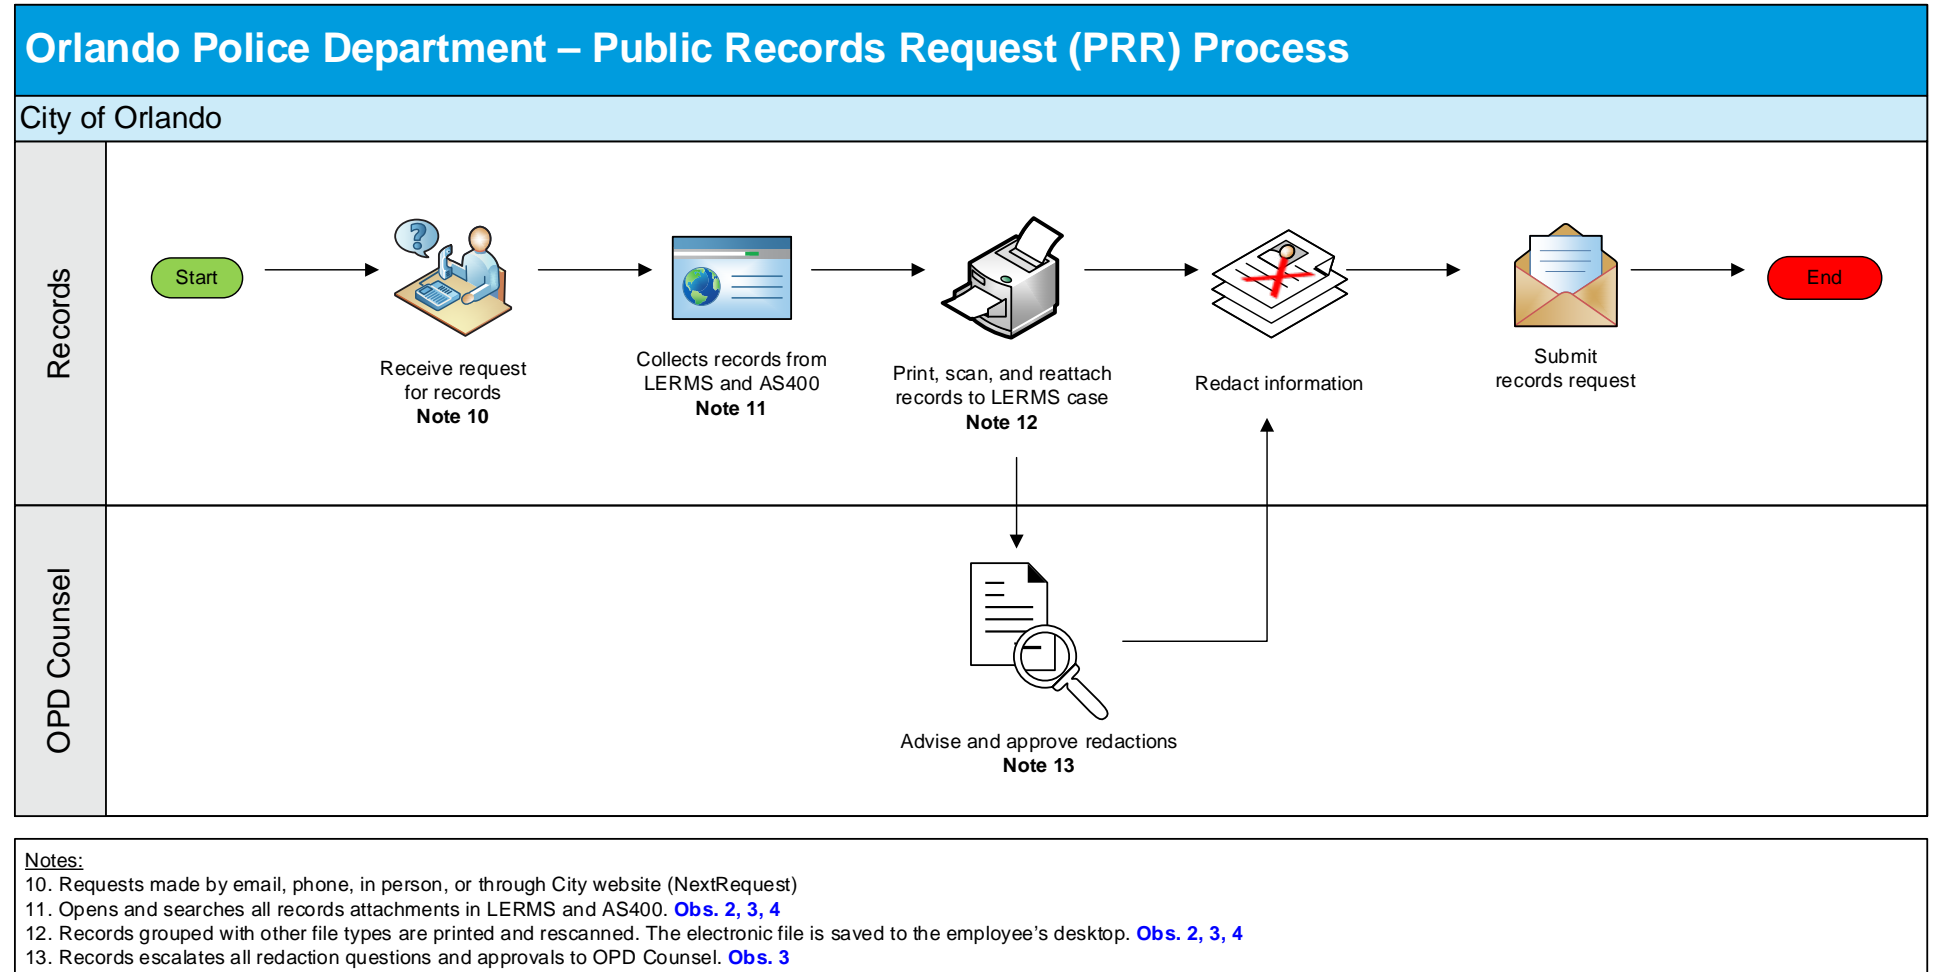 Orlando Police Department – Public Records Request (PRR) Process
City of Orlando
Records
Start
Receive request
for records
Note 10
Collects records from
LERMS and AS400
Note 11
Print, scan, and reattach
records to LERMS case
Note 12
Redact information
Submit
records request
End
OPD Counsel
Advise and approve redactions
Note 13
Notes:
10. Requests made by email, phone, in person, or through City website (NextRequest)
11. Opens and searches all records attachments in LERMS and AS400. Obs. 2, 3, 4
12. Records grouped with other file types are printed and rescanned. The electronic file is saved to the employee’s desktop. Obs. 2, 3, 4
13. Records escalates all redaction questions and approvals to OPD Counsel. Obs. 3